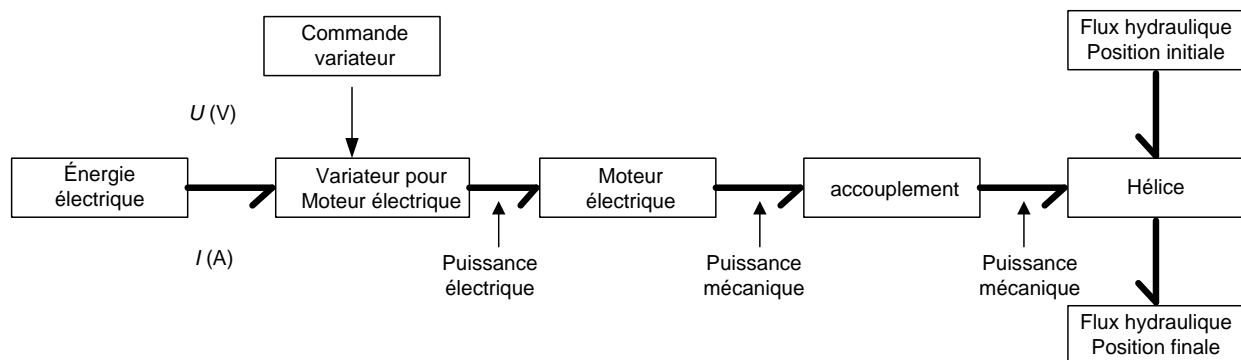 Commande
variateur
Flux hydraulique
Position initiale
U (V)
Énergie
électrique
Variateur pour
Moteur électrique
Moteur
électrique
accouplement
Hélice
I (A)
Puissance
électrique
Puissance
mécanique
Puissance
mécanique
Flux hydraulique
Position finale